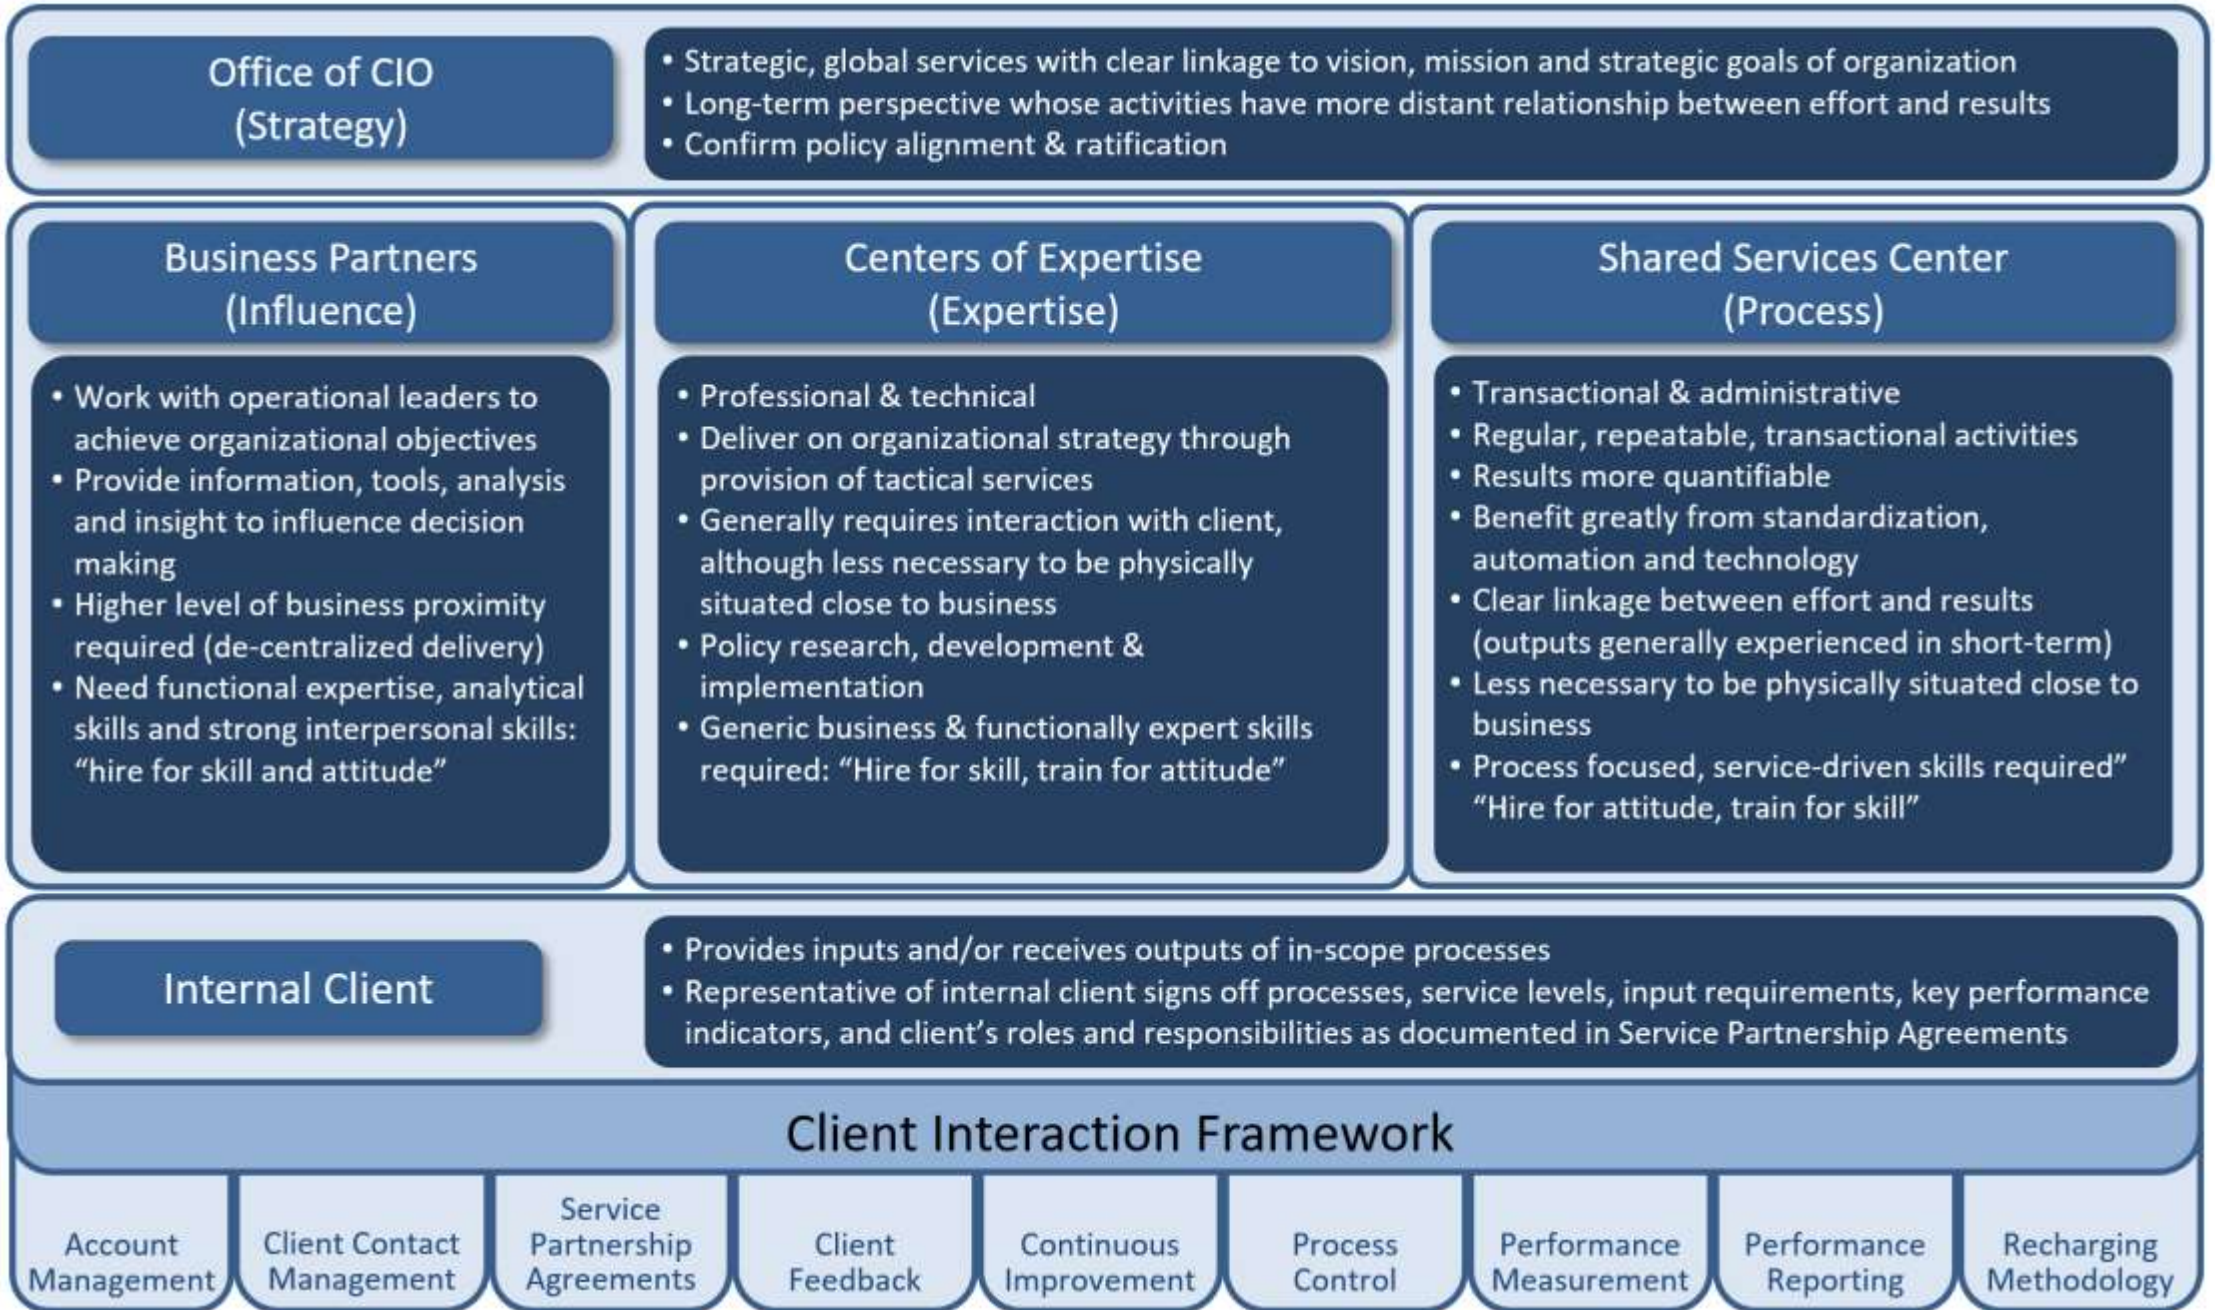 Office of CIO
(Strategy)
• Strategic, global services with clear linkage to vision, mission and strategic goals of organization
• Long-term perspective whose activities have more distant relationship between effort and results
• Confirm policy alignment & ratification
Business Partners
(Influence)
• Work with operational leaders to
achieve organizational objectives
• Provide information, tools, analysis
and insight to influence decision
making
• Higher level of business proximity
required (de-centralized delivery)
• Need functional expertise, analytical
skills and strong interpersonal skills:
“hire for skill and attitude”
Centers of Expertise
(Expertise)
• Professional & technical
• Deliver on organizational strategy through
provision of tactical services
• Generally requires interaction with client,
although less necessary to be physically
situated close to business
• Policy research, development &
implementation
• Generic business & functionally expert skills
required: “Hire for skill, train for attitude”
Shared Services Center
(Process)
• Transactional & administrative
• Regular, repeatable, transactional activities
• Results more quantifiable
• Benefit greatly from standardization,
automation and technology
• Clear linkage between effort and results
(outputs generally experienced in short-term)
• Less necessary to be physically situated close to
business
• Process focused, service-driven skills required”
“Hire for attitude, train for skill”
Internal Client
• Provides inputs and/or receives outputs of in-scope processes
• Representative of internal client signs off processes, service levels, input requirements, key performance
indicators, and client’s roles and responsibilities as documented in Service Partnership Agreements
Client Interaction Framework
Account
Management
Client Contact
Management
Service
Partnership
Agreements
Client
Feedback
Continuous
Improvement
Process
Control
Performance
Measurement
Performance
Reporting
Recharging
Methodology